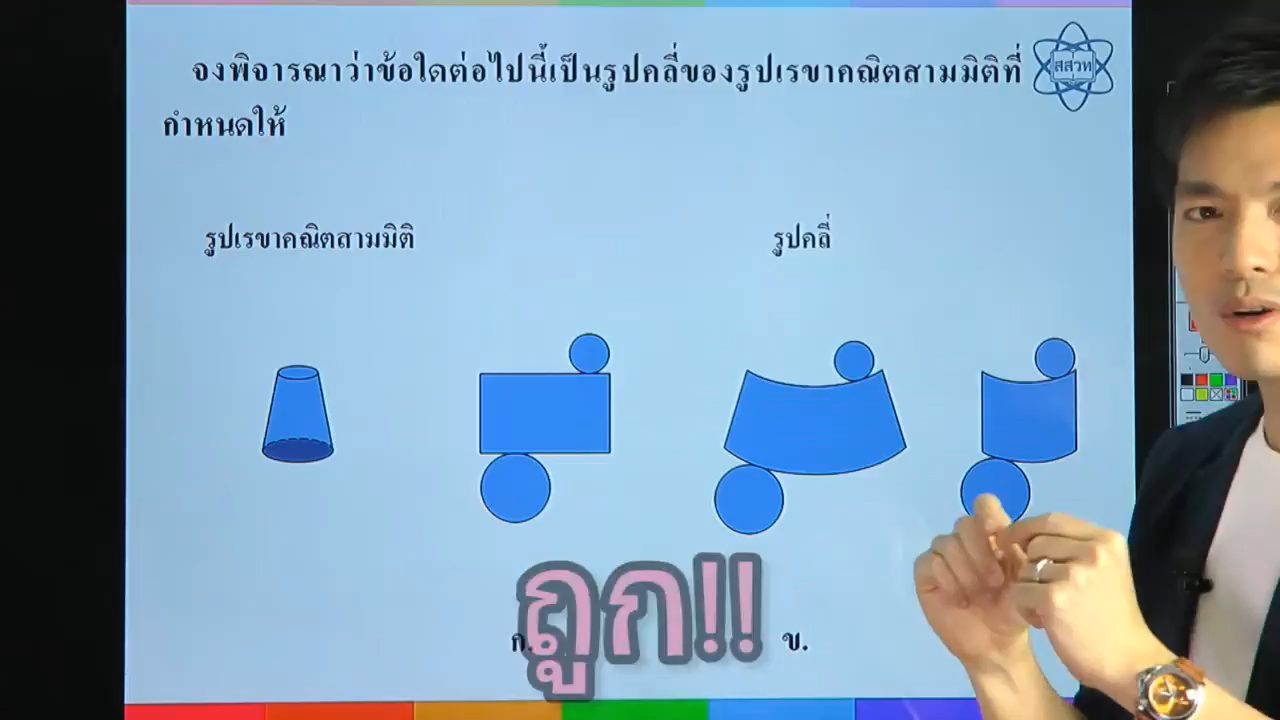 จงพิจารณาว่าข้อใดต่อไปนี้เป็นรูปคลี่ของรูปเรขาคณิตสามมิติที่
กำหนดให้
สสวท
รูปเรขาคณิตสามมิติ
รูปคลี่
ก.
ถูก!!
ข.